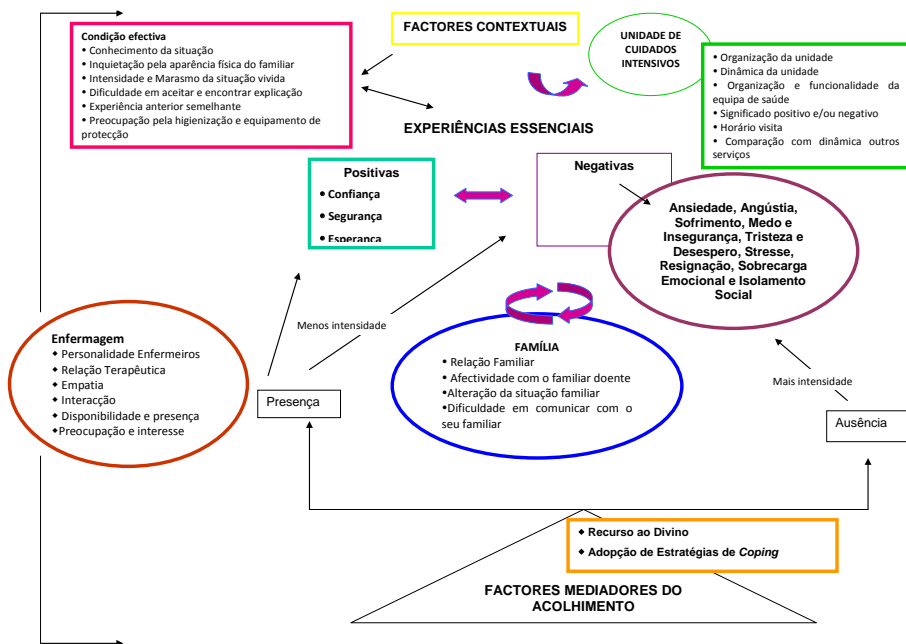 FACTORES CONTEXTUAIS
Condição efectiva
• Conhecimento da situação
• Inquietação pela aparência física do familiar
• Intensidade e Marasmo da situação vivida
• Dificuldade em aceitar e encontrar explicação
• Experiência anterior semelhante
• Preocupação pela higienização e equipamento de
protecção
UNIDADE DE
CUIDADOS
INTENSIVOS
• Organização da unidade
• Dinâmica da unidade
• Organização e funcionalidade da
equipa de saúde
• Significado positivo e/ou negativo
• Horário visita
• Comparação com dinâmica outros
serviços
EXPERIÊNCIAS ESSENCIAIS
Positivas
• Confiança
• Segurança
• Esperança
Negativas
Ansiedade, Angústia,
Sofrimento, Medo e
Insegurança, Tristeza e
Desespero, Stresse,
Resignação, Sobrecarga
Emocional e Isolamento
Social
Menos intensidade
Enfermagem
◆ Personalidade Enfermeiros
◆ Relação Terapêutica
◆ Empatia
◆ Interacção
◆ Disponibilidade e presença
◆Preocupação e interesse
FAMÍLIA
• Relação Familiar
• Afectividade com o familiar doente
•Alteração da situação familiar
•Dificuldade em comunicar com o
seu familiar
Mais intensidade
Presença
Ausência
◆ Recurso ao Divino
◆ Adopção de Estratégias de Coping
FACTORES MEDIADORES DO
ACOLHIMENTO